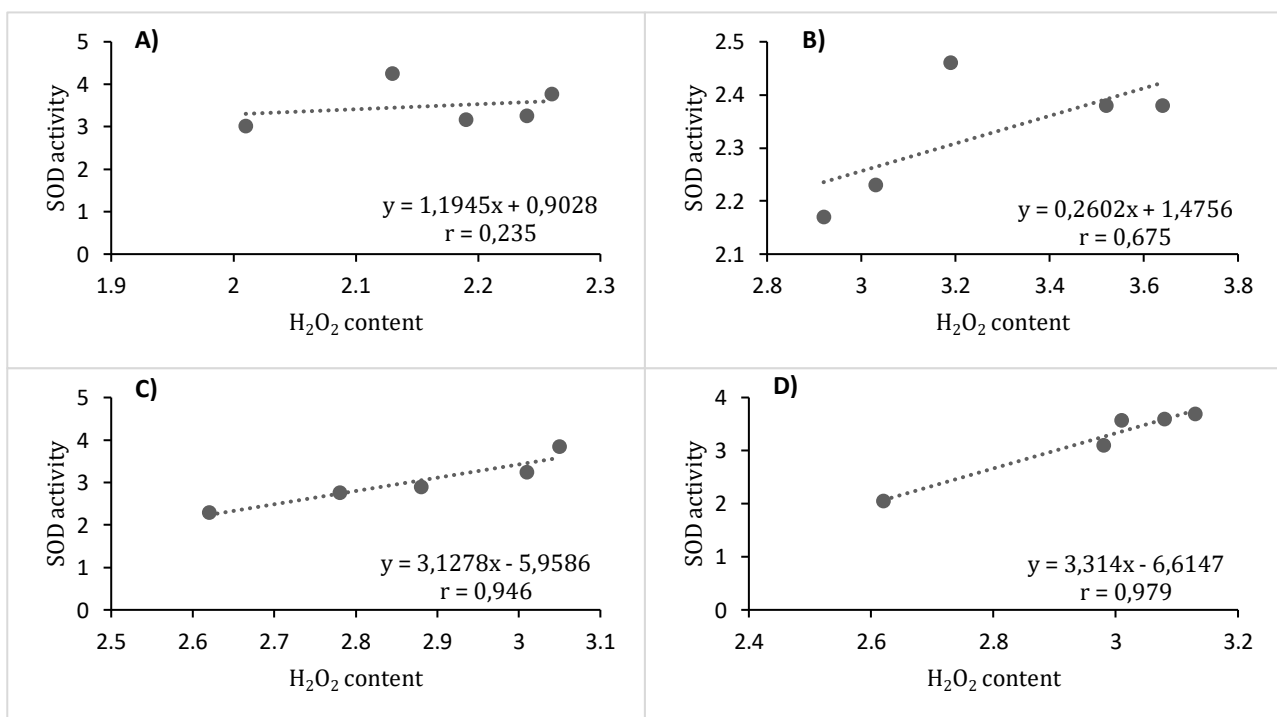 A)
SOD activity
5
4
3
2
1
0
y = 1,1945x + 0,9028
r = 0,235
1.9 2 2.1 2.2 2.3
H₂O₂ content
B)
SOD activity
2.5
2.4
2.3
2.2
2.1
y = 0,2602x + 1,4756
r = 0,675
2.8 3 3.2 3.4 3.6 3.8
H₂O₂ content
C)
SOD activity
5
4
3
2
1
0
y = 3,1278x - 5,9586
r = 0,946
2.5 2.6 2.7 2.8 2.9 3 3.1
H₂O₂ content
D)
SOD activity
4
3
2
1
0
y = 3,314x - 6,6147
r = 0,979
2.4 2.6 2.8 3 3.2
H₂O₂ content